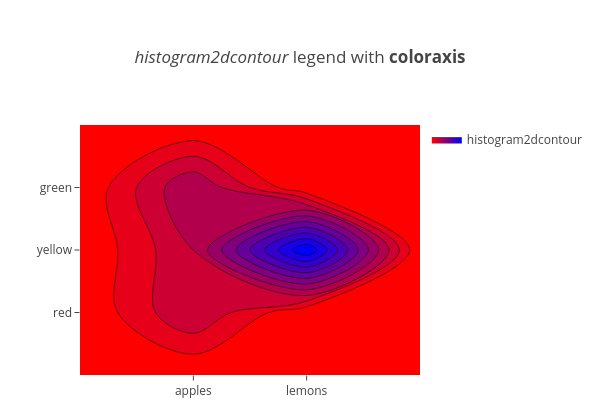 histogram2dcontour legend with coloraxis
histogram2dcontour
green
yellow
red
apples lemons